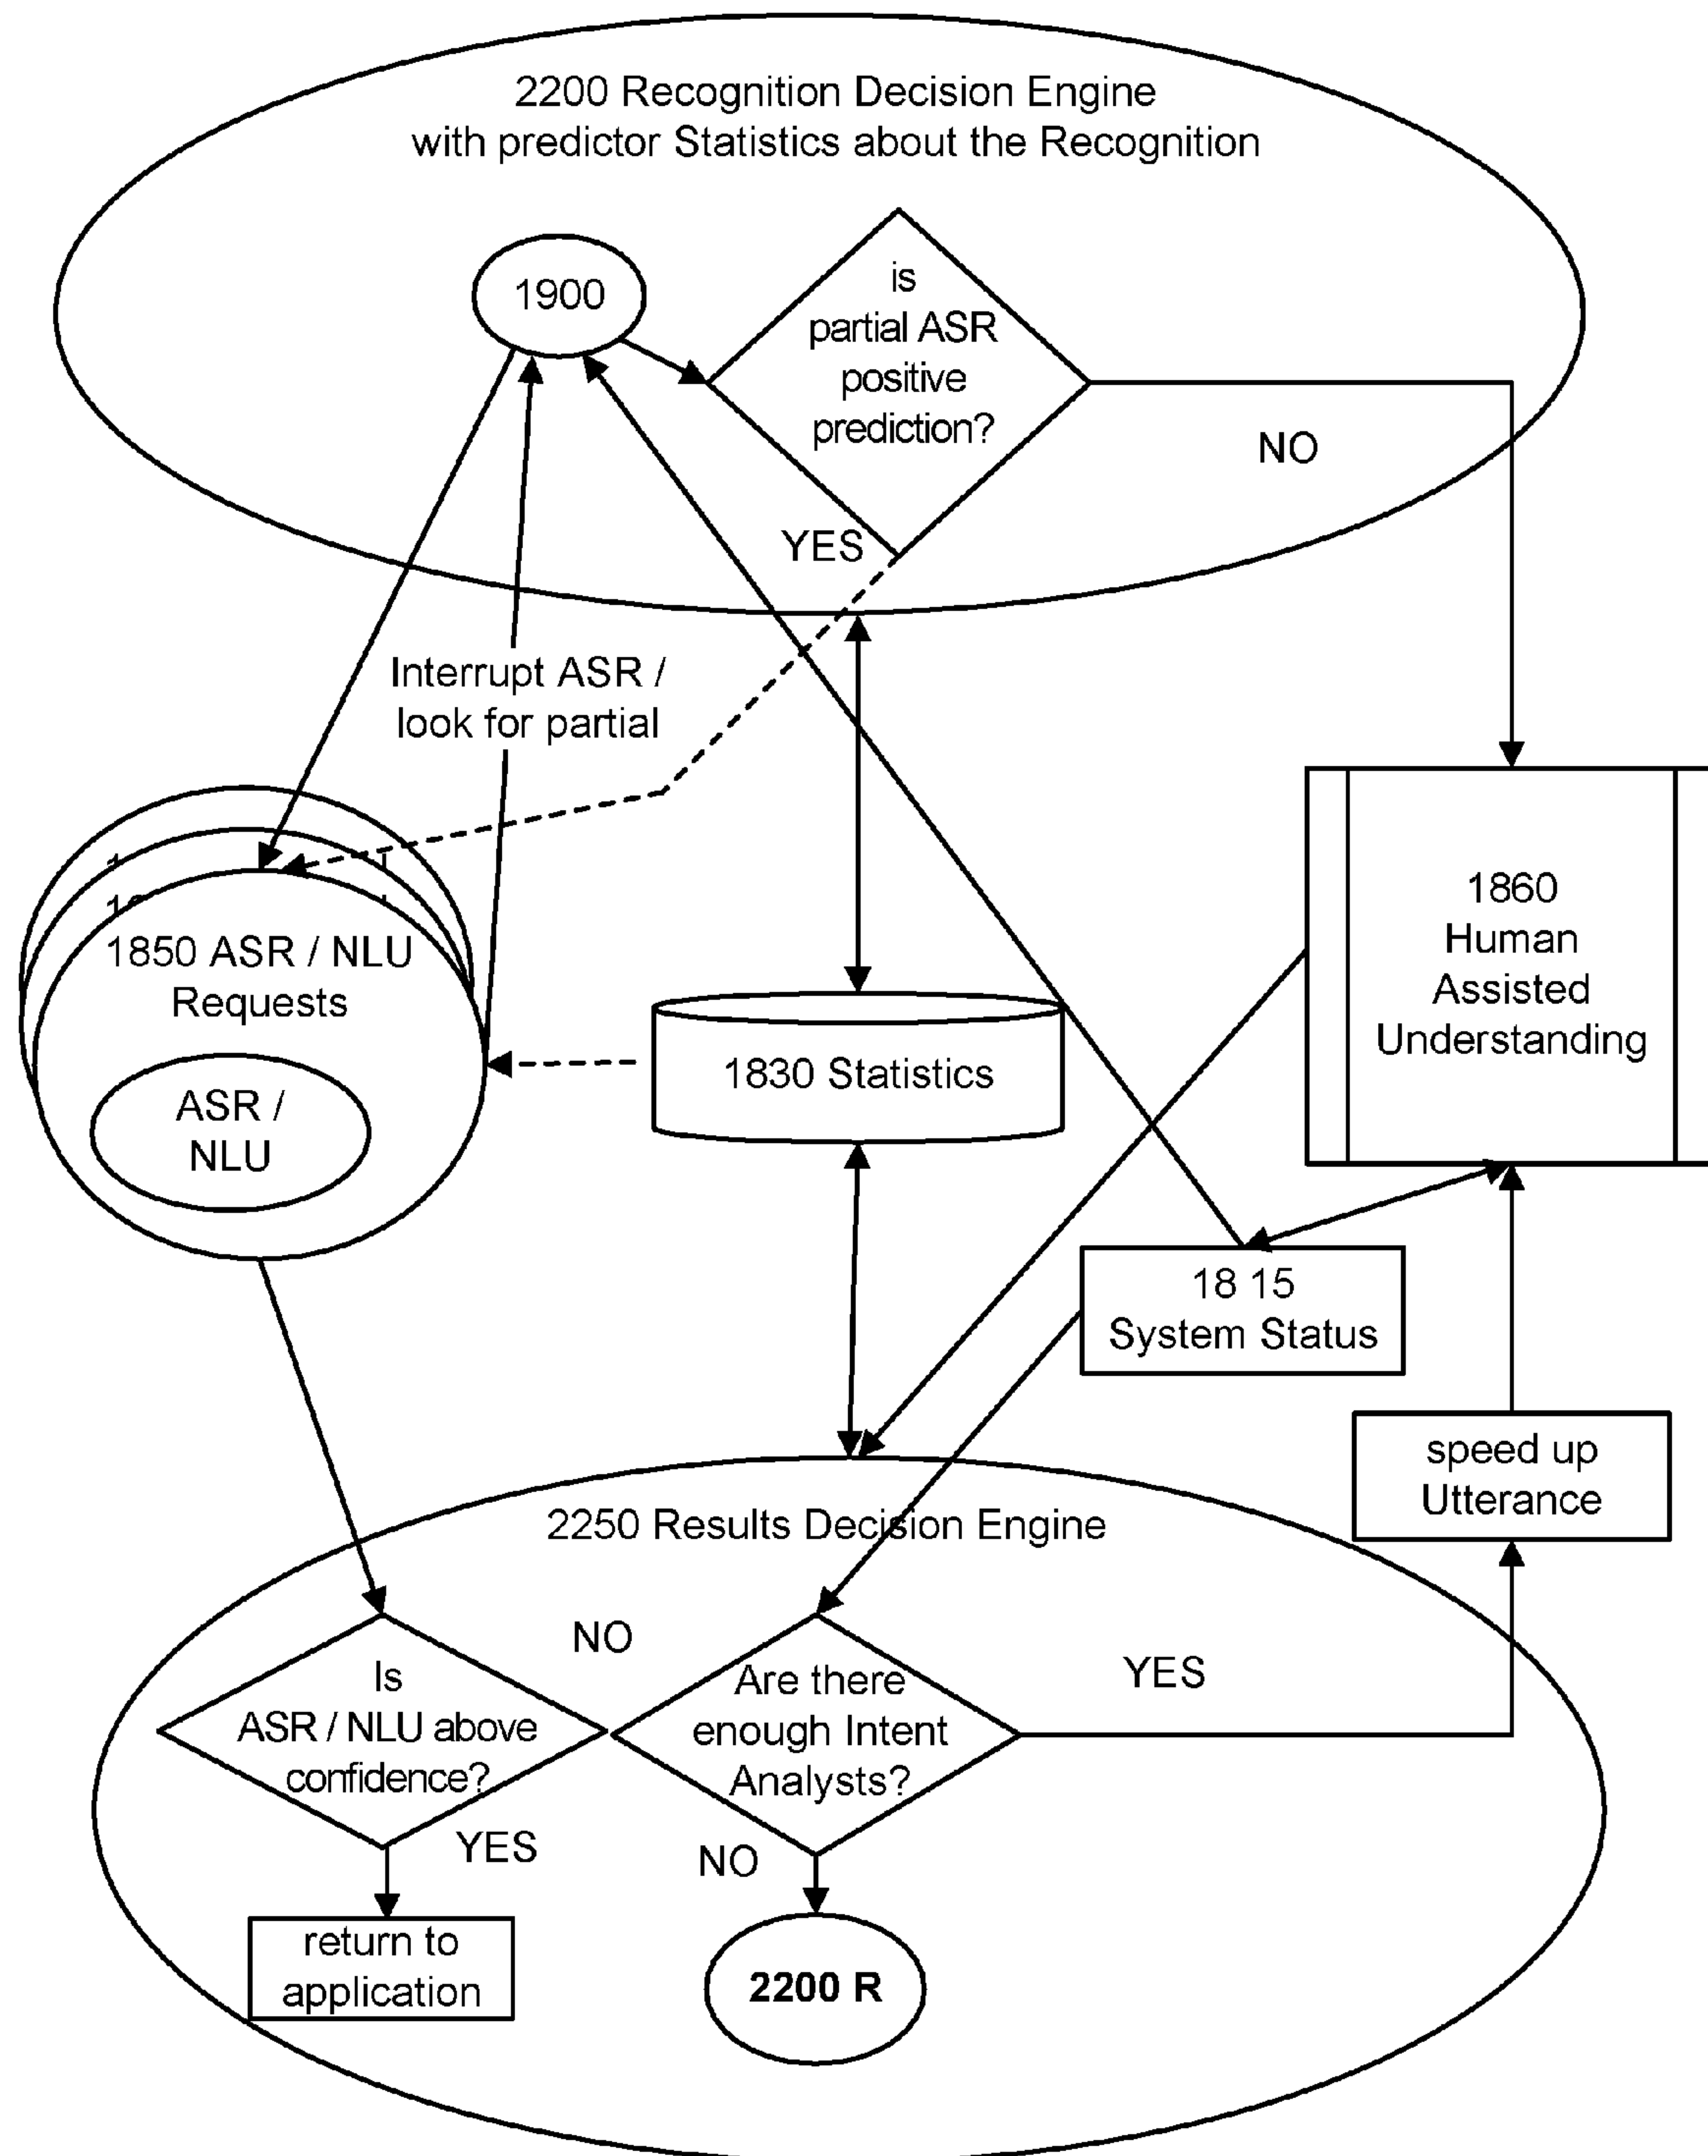 2200 Recognition Decision Engine
with predictor Statistics about the Recognition
1900
is
partial ASR
positive
prediction?
NO
YES
Interrupt ASR /
look for partial
1850 ASR / NLU
Requests
ASR /
NLU
1830 Statistics
1860
Human
Assisted
Understanding
18 15
System Status
speed up
Utterance
2250 Results Decision Engine
NO
Is
ASR / NLU above
confidence?
YES
Are there
enough Intent
Analysts?
YES
NO
return to
application
2200 R